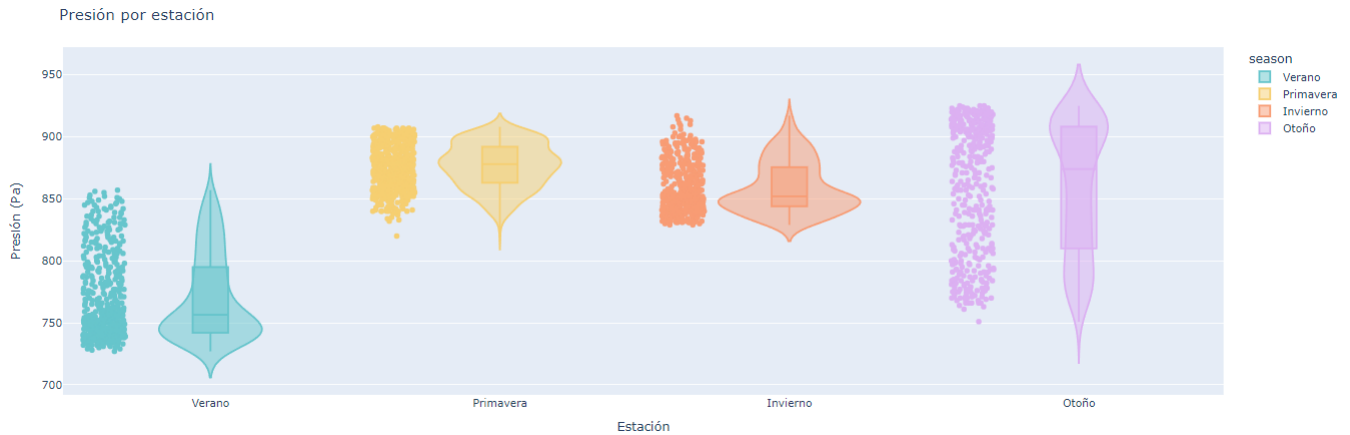 Presión por estación
Presión (Pa)
950
900
850
800
750
700
Verano
Primavera
Invierno
Otoño
Estación
season
Verano
Primavera
Invierno
Otoño